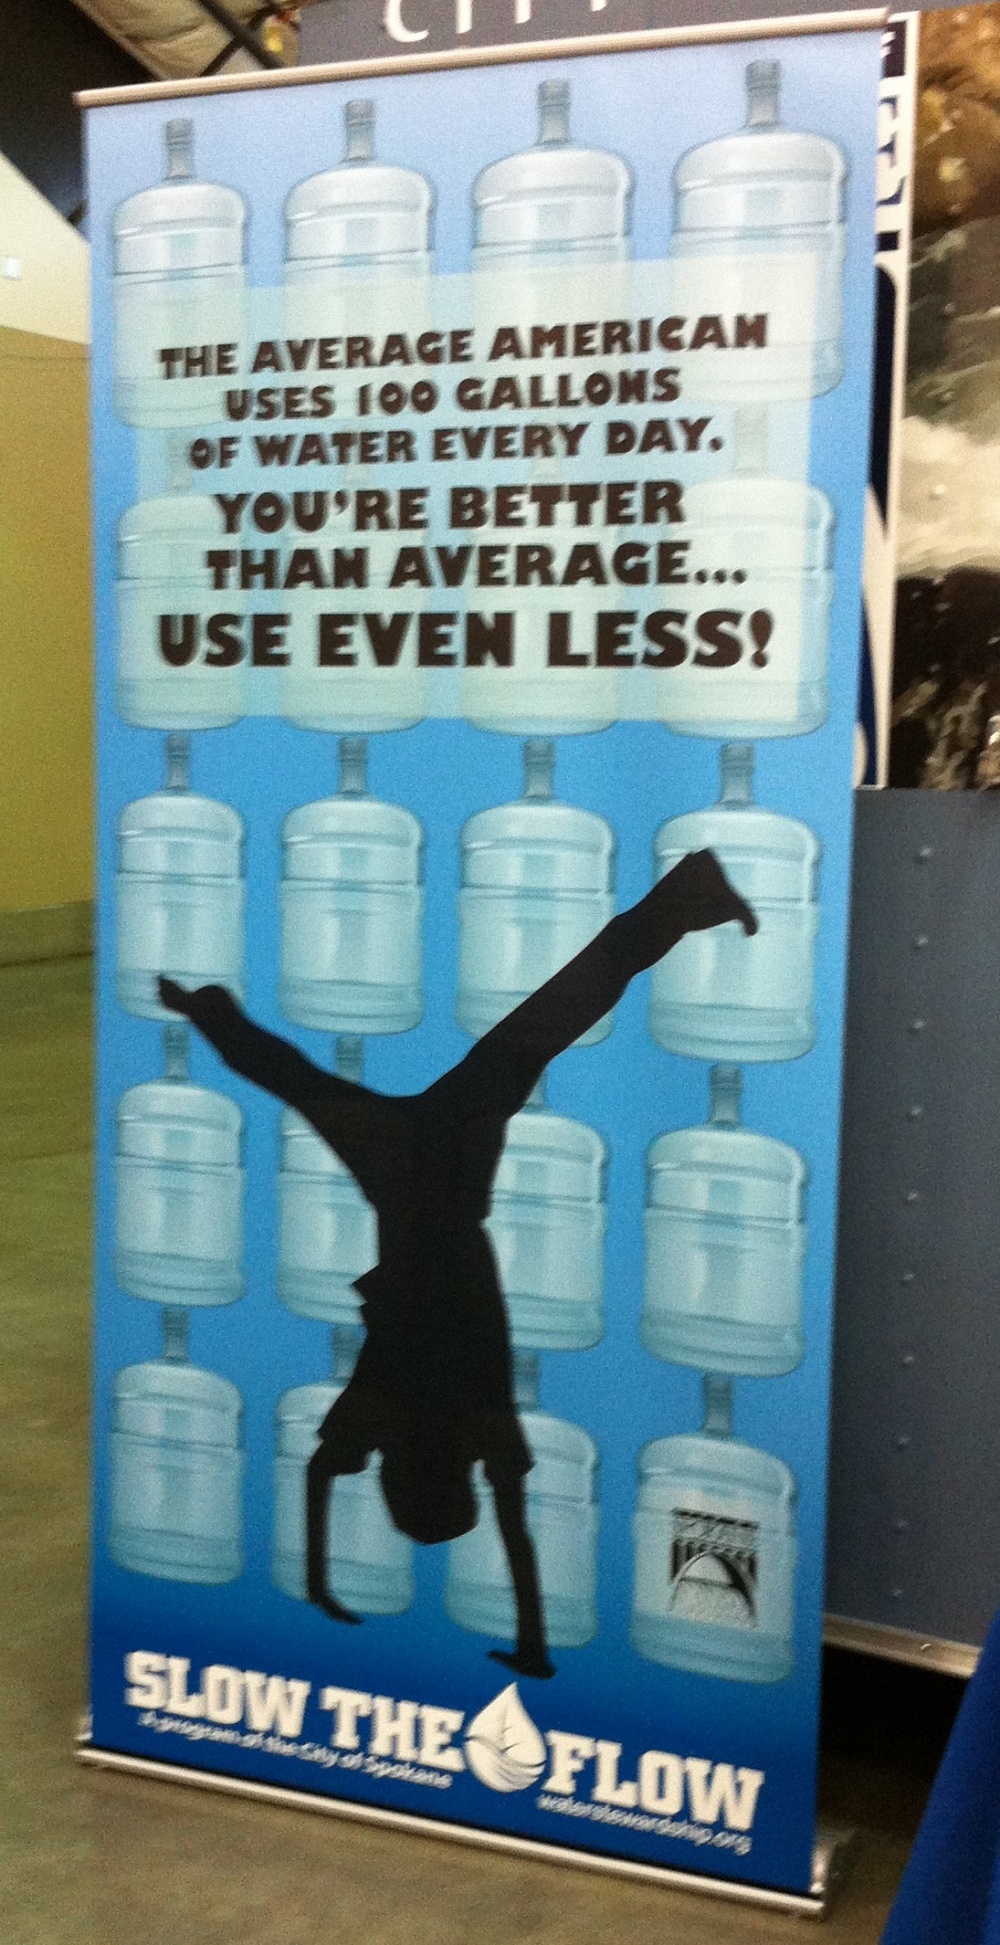 CITY
THE AVERAGE AMERICAN
USES 100 GALLONS
OF WATER EVERY DAY.
YOU'RE BETTER
THAN AVERAGE...
USE EVEN LESS!
SLOW THE FLOW
A program of the City of Spokane
waterstewardship.org